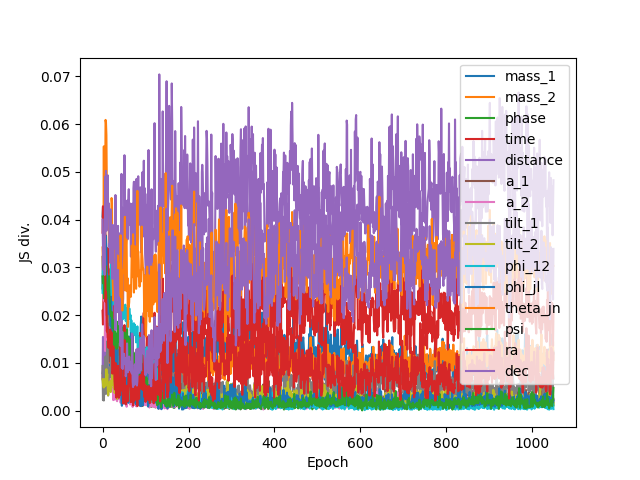 0.07
0.06
0.05
0.04
0.03
0.02
0.01
0.00
JS div.
0
200
400
600
800
1000
Epoch
mass_1
mass_2
phase
time
distance
a_1
a_2
tilt_1
tilt_2
phi_12
phi_jl
theta_jn
psi
ra
dec